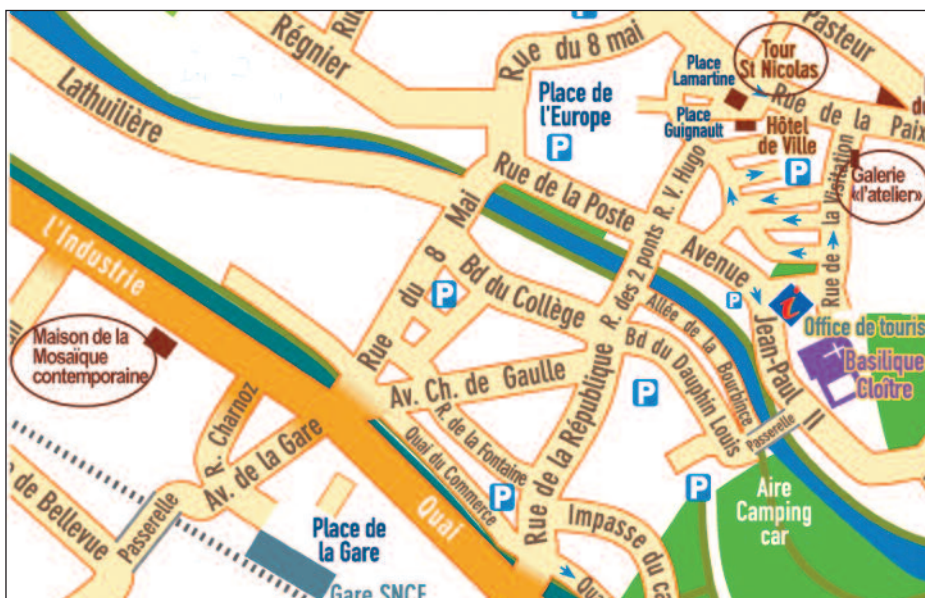 Rue
Régnier
Rue du 8 mai
Pasteur
Tour
St Nicolas
Place
Lamartine
Lathuilière
Place de
l'Europe
P
Place
Guignault
Rue de la Paix
du
Hôtel
de Ville
P
Galerie
«l'atelier»
Rue de la Visitation
R. V. Hugo
Rue de la Poste
Avenue Jean-Paul II
l'Industrie
Rue du 8 Mai
P
Bd du Collège
R. des 2 ponts
Allée de la Bourbince
P
i
Office de touris
Basilique
Cloître
Maison de la
Mosaïque
contemporaine
Av. Ch. de Gaulle
Bd du Dauphin Louis
P
R. Charnoz
Av. de la Gare
R. de la Fontaine
Quai du Commerce
Rue de la République
Passerelle
de Bellevue
Passerelle
Place de
la Gare
Quai
P
P
Aire
Camping
car
Impasse du ca
Gare SNCF
Qua